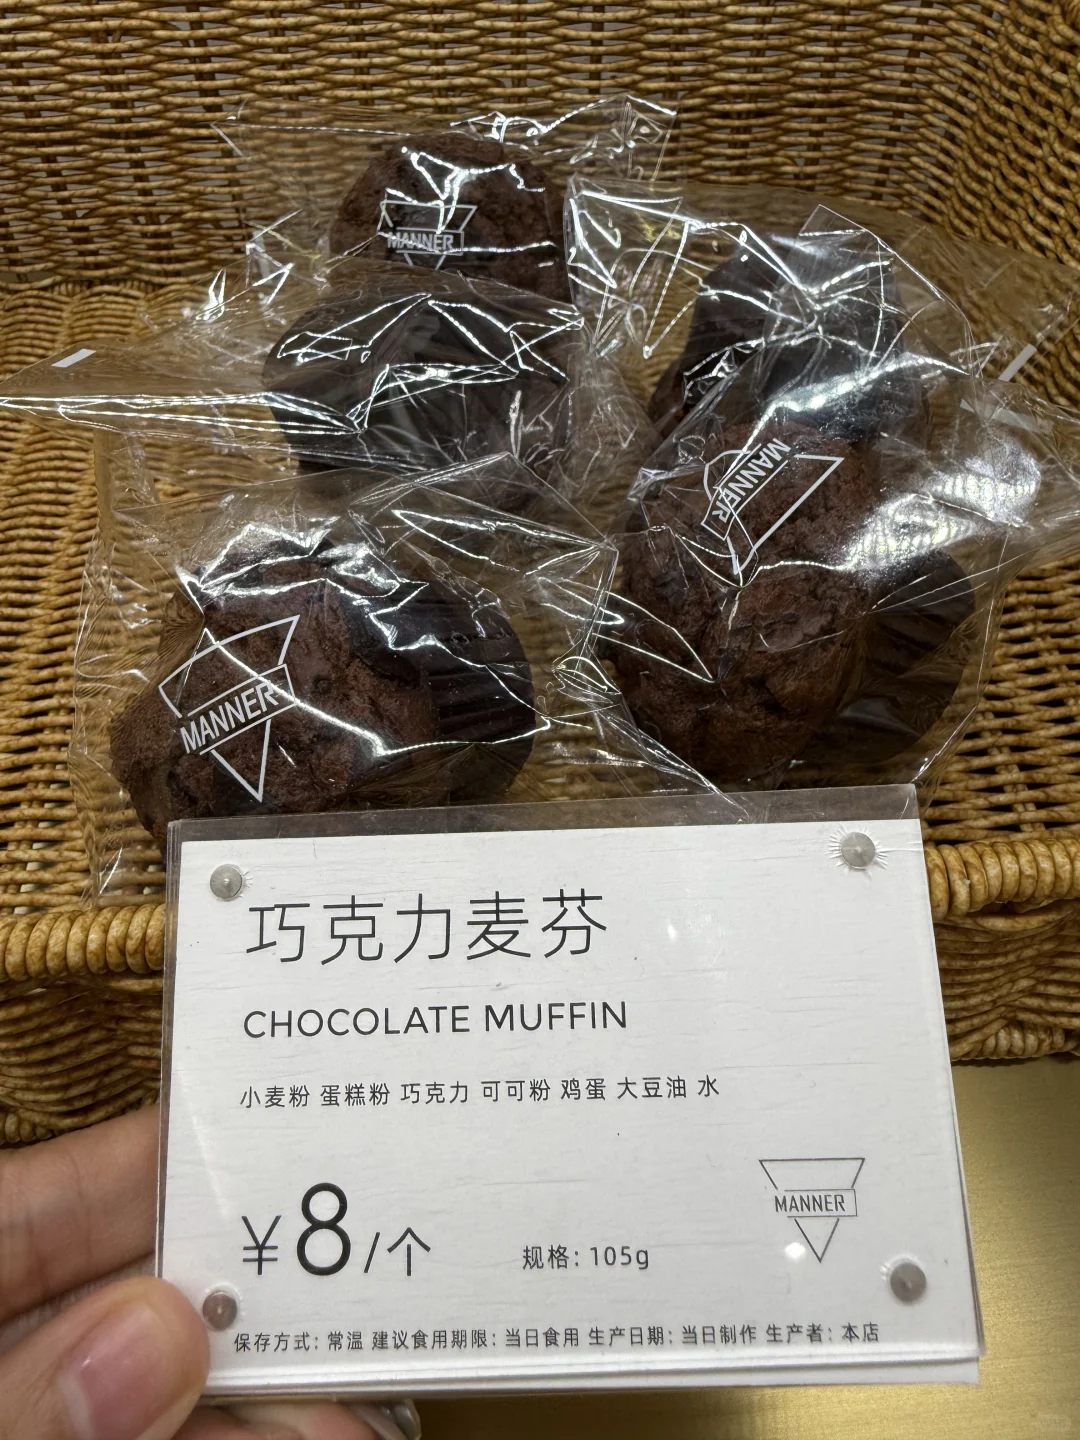 MANNER
MANNER
MANNER
巧克力麦芬
CHOCOLATE MUFFIN
小麦粉 蛋糕粉 巧克力 可可粉 鸡蛋 大豆油 水
¥8/个
规格: 105g
MANNER
保存方式: 常温 建议食用期限: 当日食用 生产日期: 当日制作 生产者: 本店